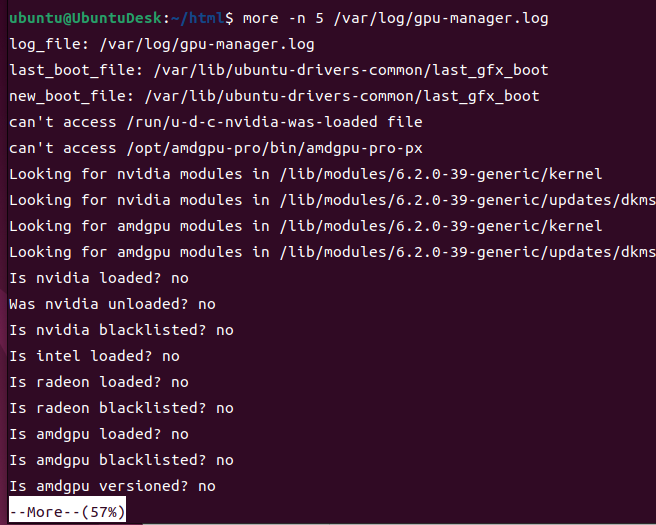 ubuntu@UbuntuDesk:~/html$ more -n 5 /var/log/gpu-manager.log
log_file: /var/log/gpu-manager.log
last_boot_file: /var/lib/ubuntu-drivers-common/last_gfx_boot
new_boot_file: /var/lib/ubuntu-drivers-common/last_gfx_boot
can't access /run/u-d-c-nvidia-was-loaded file
can't access /opt/amdgpu-pro/bin/amdgpu-pro-px
Looking for nvidia modules in /lib/modules/6.2.0-39-generic/kernel
Looking for nvidia modules in /lib/modules/6.2.0-39-generic/updates/dkms
Looking for amdgpu modules in /lib/modules/6.2.0-39-generic/kernel
Looking for amdgpu modules in /lib/modules/6.2.0-39-generic/updates/dkms
Is nvidia loaded? no
Was nvidia unloaded? no
Is nvidia blacklisted? no
Is intel loaded? no
Is radeon loaded? no
Is radeon blacklisted? no
Is amdgpu loaded? no
Is amdgpu blacklisted? no
Is amdgpu versioned? no
--More--(57%)